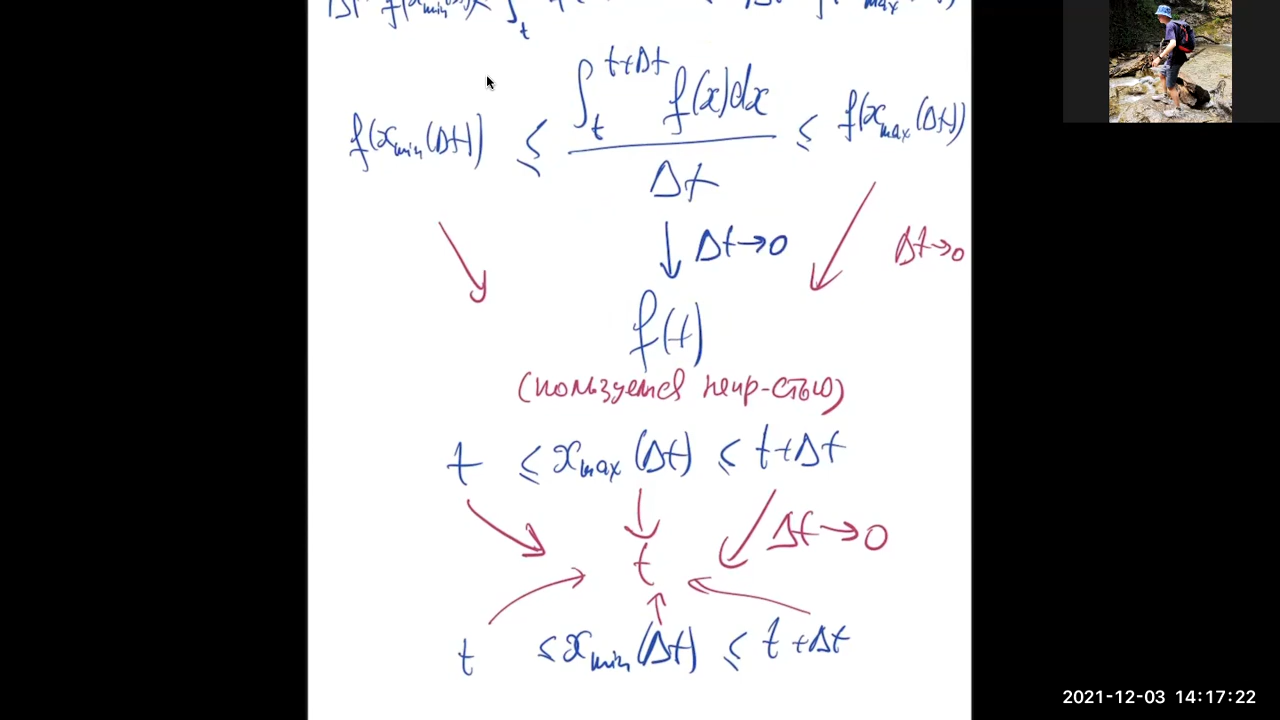 f(x_min(Δt)) ≤ ∫_t^{t+Δt} f(x)dx / Δt ≤ f(x_max(Δt))
↓ Δt→0 Δt→0
f(t)
(пользуемся непр-стью)
t ≤ x_max(Δt) ≤ t+Δt
Δt→0
t
t ≤ x_min(Δt) ≤ t+Δt
2021-12-03 14:17:22